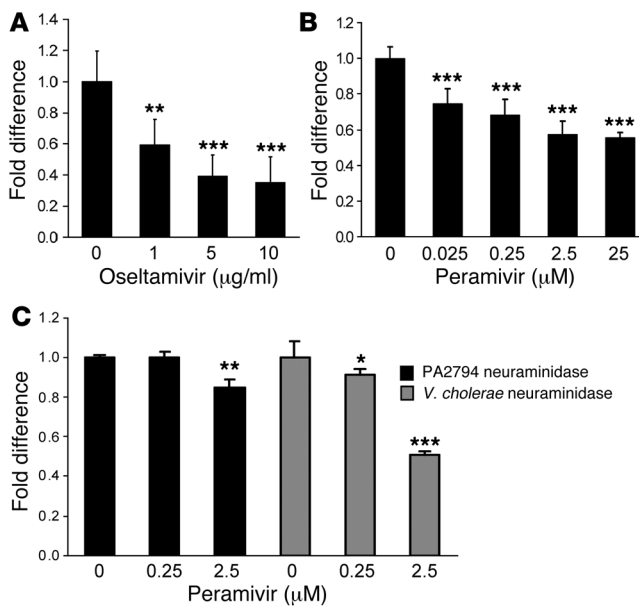 A
Fold difference
1.4
1.2
1.0
0.8
0.6
0.4
0.2
0.0
**
***
***
0 1 5 10
Oseltamivir (μg/ml)
B
Fold difference
1.2
1.0
0.8
0.6
0.4
0.2
0.0
***
***
***
***
0 0.025 0.25 2.5 25
Peramivir (μM)
C
Fold difference
1.2
1.0
0.8
0.6
0.4
0.2
0.0
**
*
***
0 0.25 2.5 0 0.25 2.5
Peramivir (μM)
PA2794 neuraminidase
V. cholerae neuraminidase